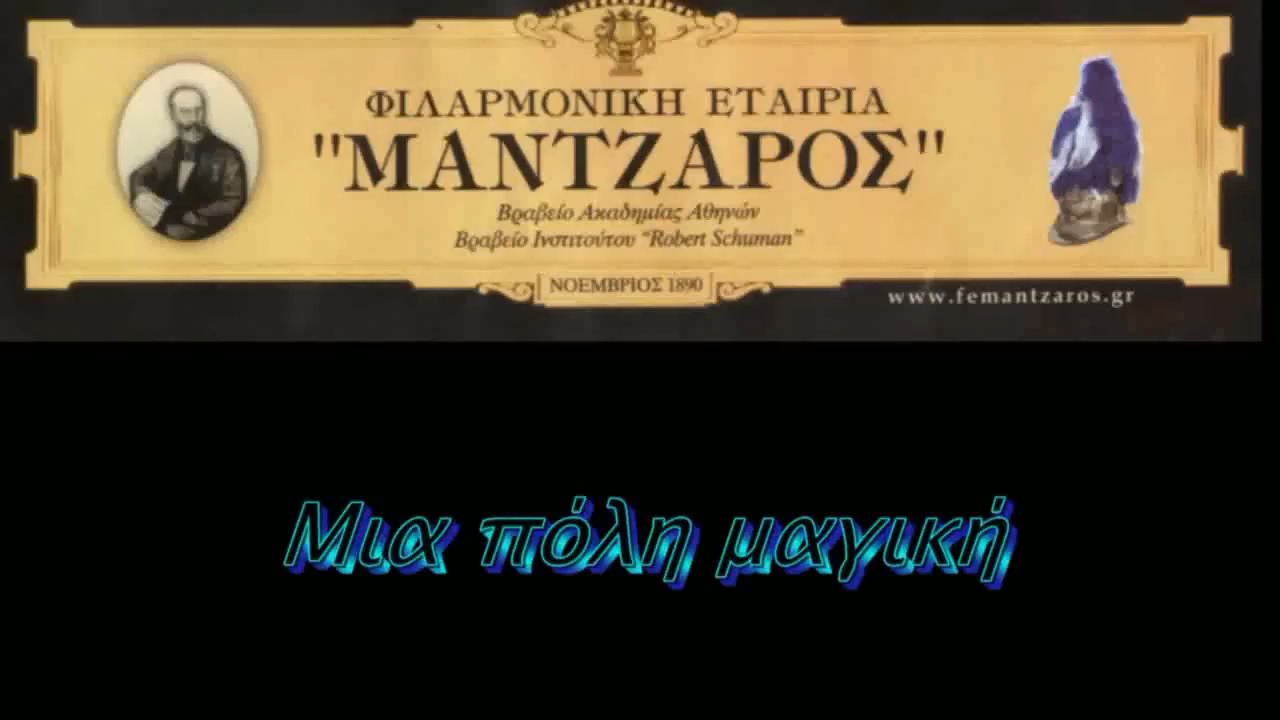 ΦΙΛΑΡΜΟΝΙΚΗ ΕΤΑΙΡΙΑ
"ΜΑΝΤΖΑΡΟΣ"
Βραβείο Ακαδημίας Αθηνών
Βραβείο Ινστιτούτου “Robert Schuman”
ΝΟΕΜΒΡΙΟΣ 1890
www.femantzaros.gr
Μια πόλη μαγική